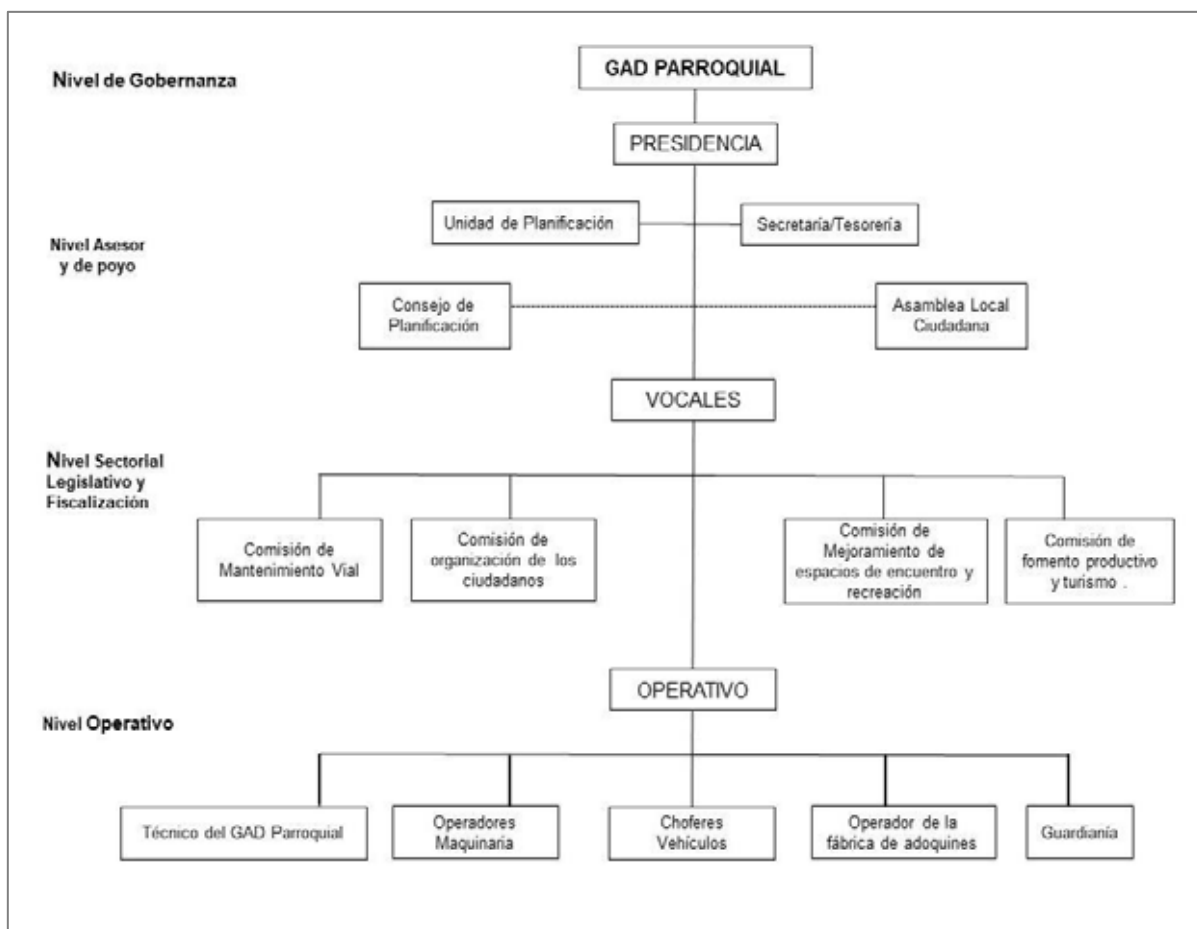 Nivel de Gobernanza
GAD PARROQUIAL
PRESIDENCIA
Nivel Asesor
y de poyo
Unidad de Planificación
Secretaría/Tesorería
Consejo de
Planificación
Asamblea Local
Ciudadana
VOCALES
Nivel Sectorial
Legislativo y
Fiscalización
Comisión de
Mantenimiento Vial
Comisión de
organización de los
ciudadanos
Comisión de
Mejoramiento de
espacios de encuentro y
recreación
Comisión de
fomento productivo
y turismo .
OPERATIVO
Nivel Operativo
Técnico del GAD Parroquial
Operadores
Maquinaria
Choferes
Vehículos
Operador de la
fábrica de adoquines
Guardianía